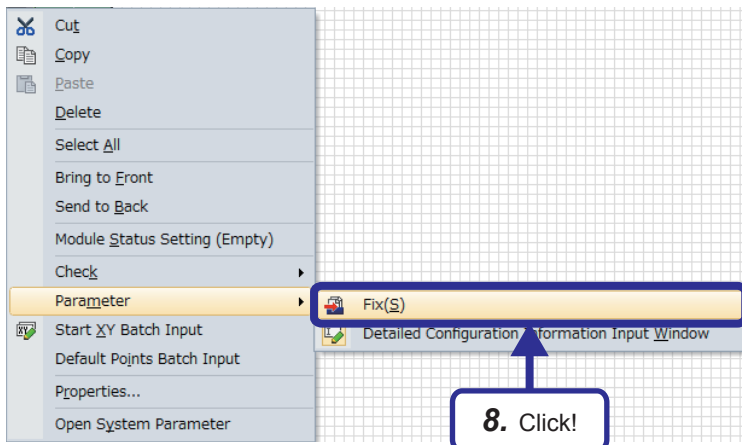 Cut
Copy
Paste
Delete
Select All
Bring to Front
Send to Back
Module Status Setting (Empty)
Check
Parameter
Fix(S)
XY Start XY Batch Input
Detailed Configuration Information Input Window
Default Points Batch Input
Properties...
Open System Parameter
8. Click!